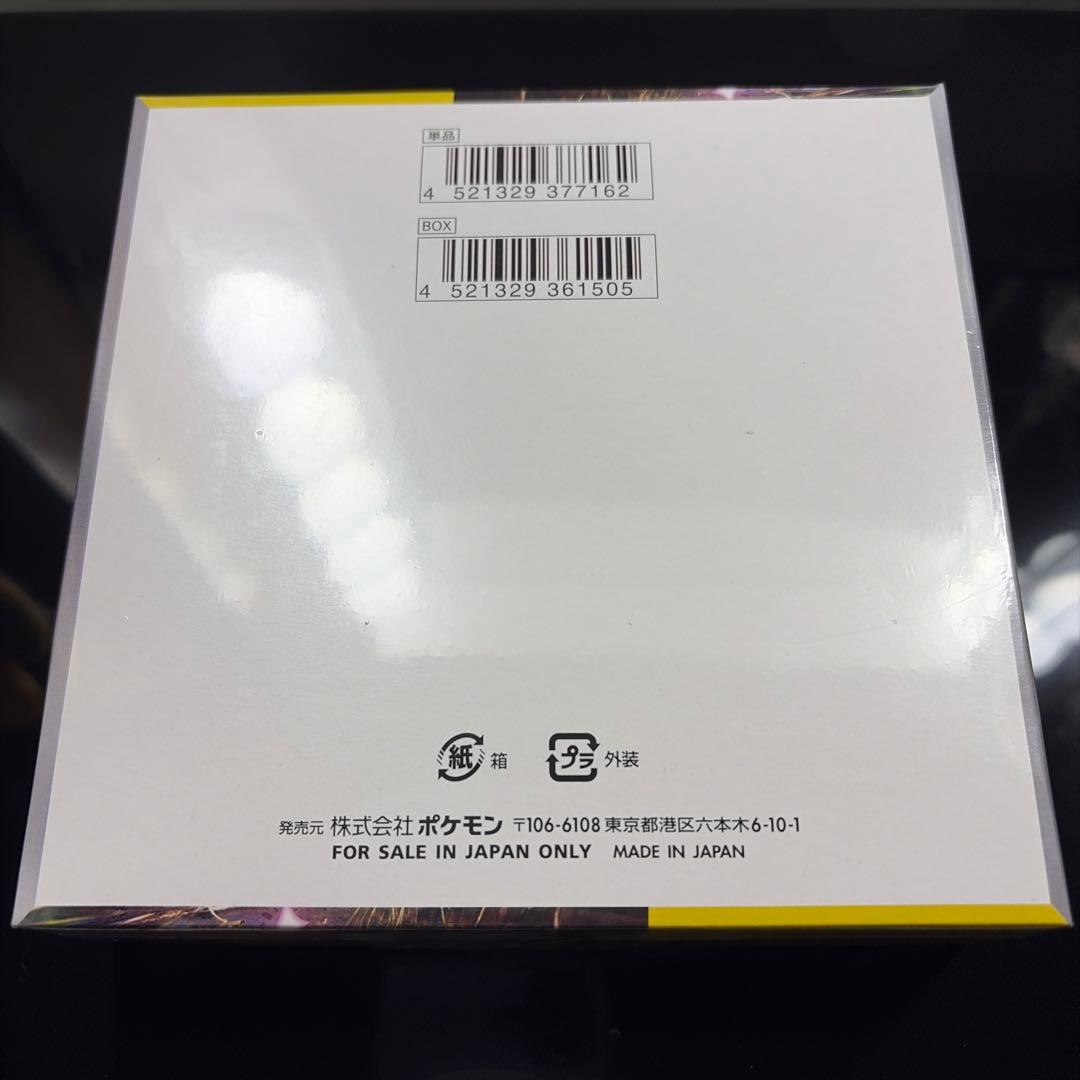 単品
4 521329 377162
BOX
4 521329 361505
紙 箱 プラ 外装
発売元 株式会社ポケモン 〒106-6108 東京都港区六本木6-10-1
FOR SALE IN JAPAN ONLY MADE IN JAPAN